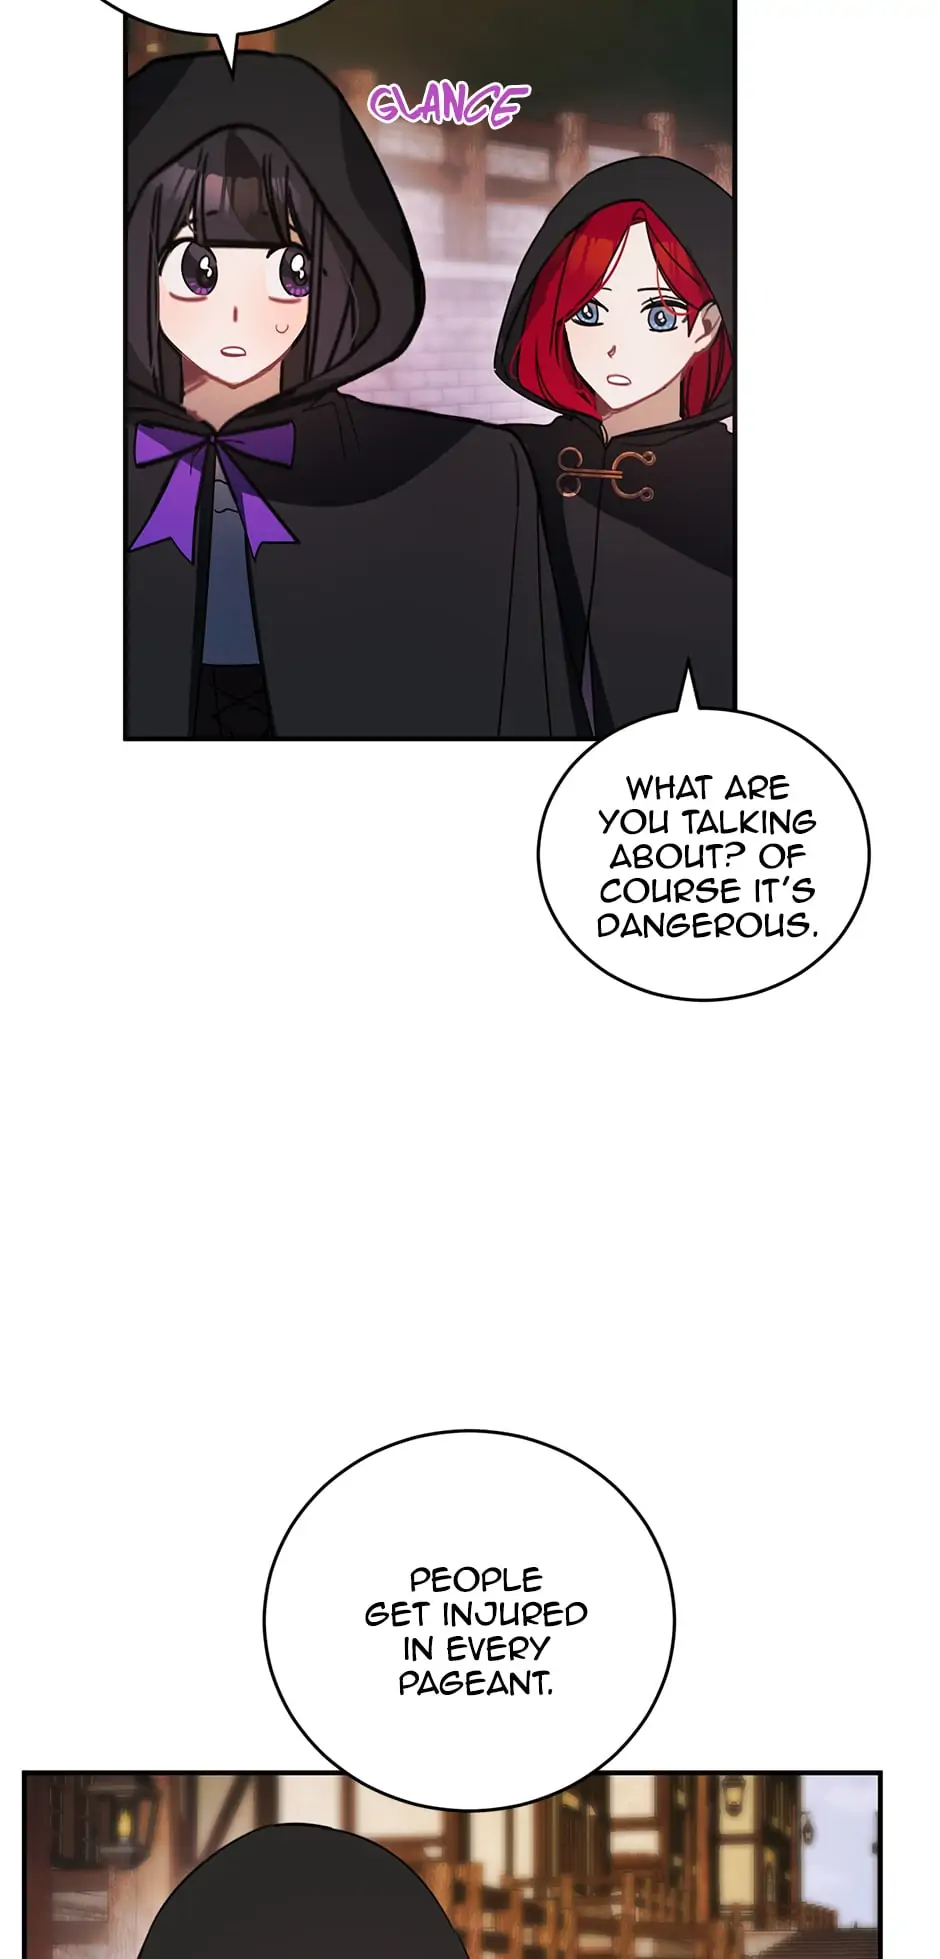 GLANCE
WHAT ARE
YOU TALKING
ABOUT? OF
COURSE IT'S
DANGEROUS.
PEOPLE
GET INJURED
IN EVERY
PAGEANT.